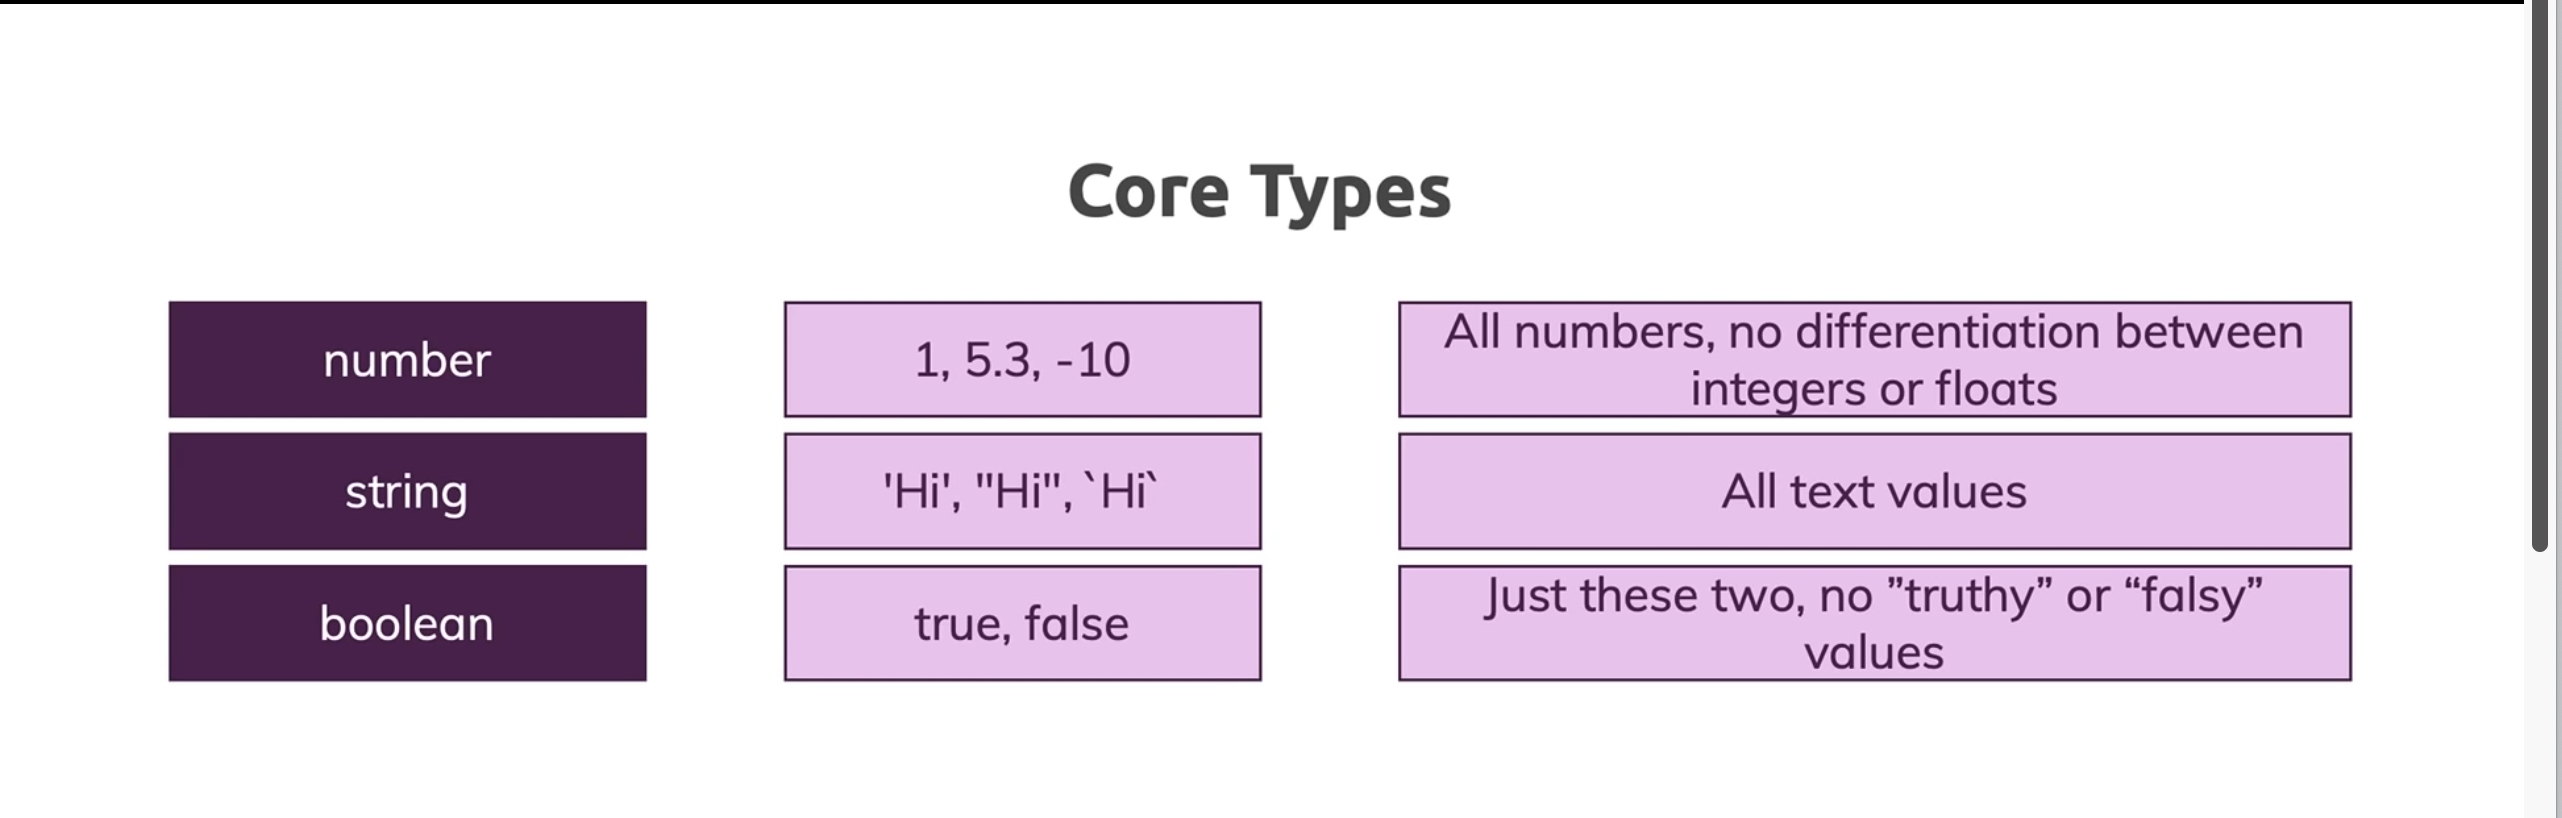 Core Types
number
1, 5.3, -10
All numbers, no differentiation between
integers or floats
string
'Hi', "Hi", `Hi`
All text values
boolean
true, false
Just these two, no ”truthy” or “falsy”
values